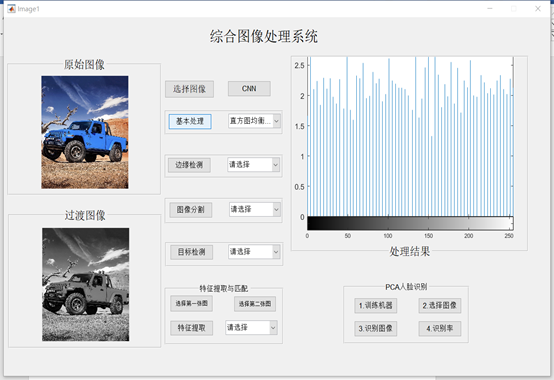 Image1
综合图像处理系统
原始图像
选择图像
CNN
基本处理
直方图均衡...
边缘检测
请选择
图像分割
请选择
目标检测
请选择
过渡图像
特征提取与匹配
选择第一张图
选择第二张图
特征提取
请选择
2.5
2
1.5
1
0.5
0
0
50
100
150
200
250
处理结果
PCA人脸识别
1.训练机器
2.选择图像
3.识别图像
4.识别率